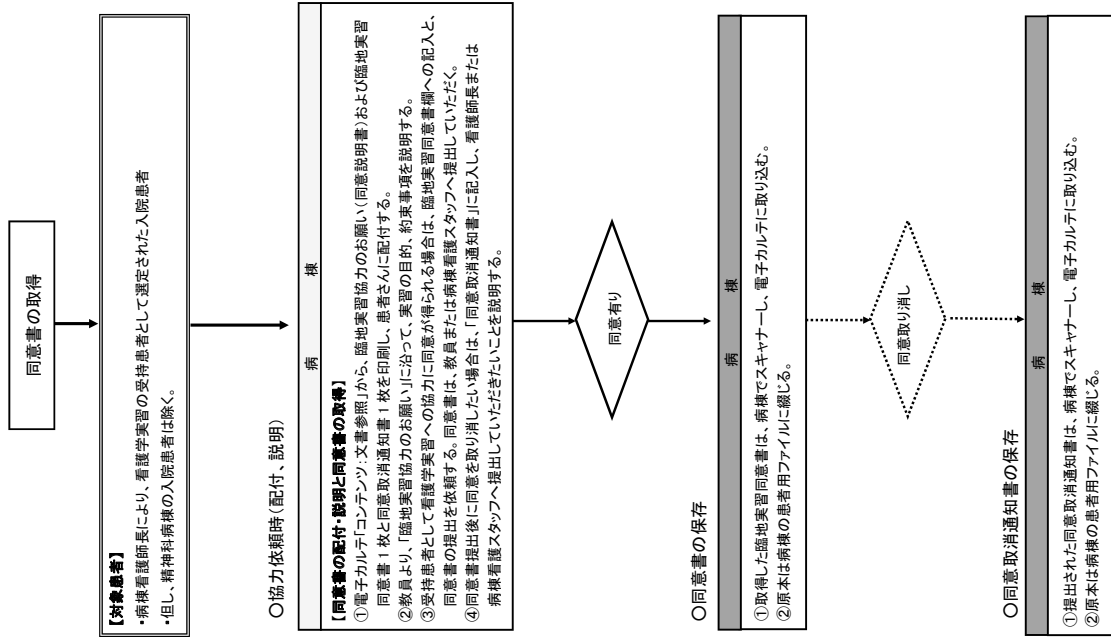 同意書の取得
【対象患者】
・病棟看護師長により、看護学実習の受持患者として選定された入院患者
・但し、精神科病棟の入院患者は除く。
〇協力依頼時(配付、説明)
病　　　　棟
【同意書の配付・説明と同意書の取得】
①電子カルテ「コンテンツ:文書参照」から、臨地実習協力のお願い(同意説明書)および臨地実習
同意書１枚と同意取消通知書１枚を印刷し、患者さんに配付する。
②教員より、「臨地実習協力のお願い」に沿って、実習の目的、約束事項を説明する。
③受持患者として看護学実習への協力に同意が得られる場合は、臨地実習同意書欄への記入と、
同意書の提出を依頼する。同意書は、教員または病棟看護スタッフへ提出していただく。
④同意書提出後に同意を取り消したい場合は、「同意取消通知書」に記入し、看護師長または
病棟看護スタッフへ提出していただきたいことを説明する。
同意有り
〇同意書の保存
病　　　　棟
①取得した臨地実習同意書は、病棟でスキャナーし、電子カルテに取り込む。
②原本は病棟の患者用ファイルに綴じる。
同意取り消し
〇同意取消通知書の保存
病　　　　棟
①提出された同意取消通知書は、病棟でスキャナーし、電子カルテに取り込む。
②原本は病棟の患者用ファイルに綴じる。